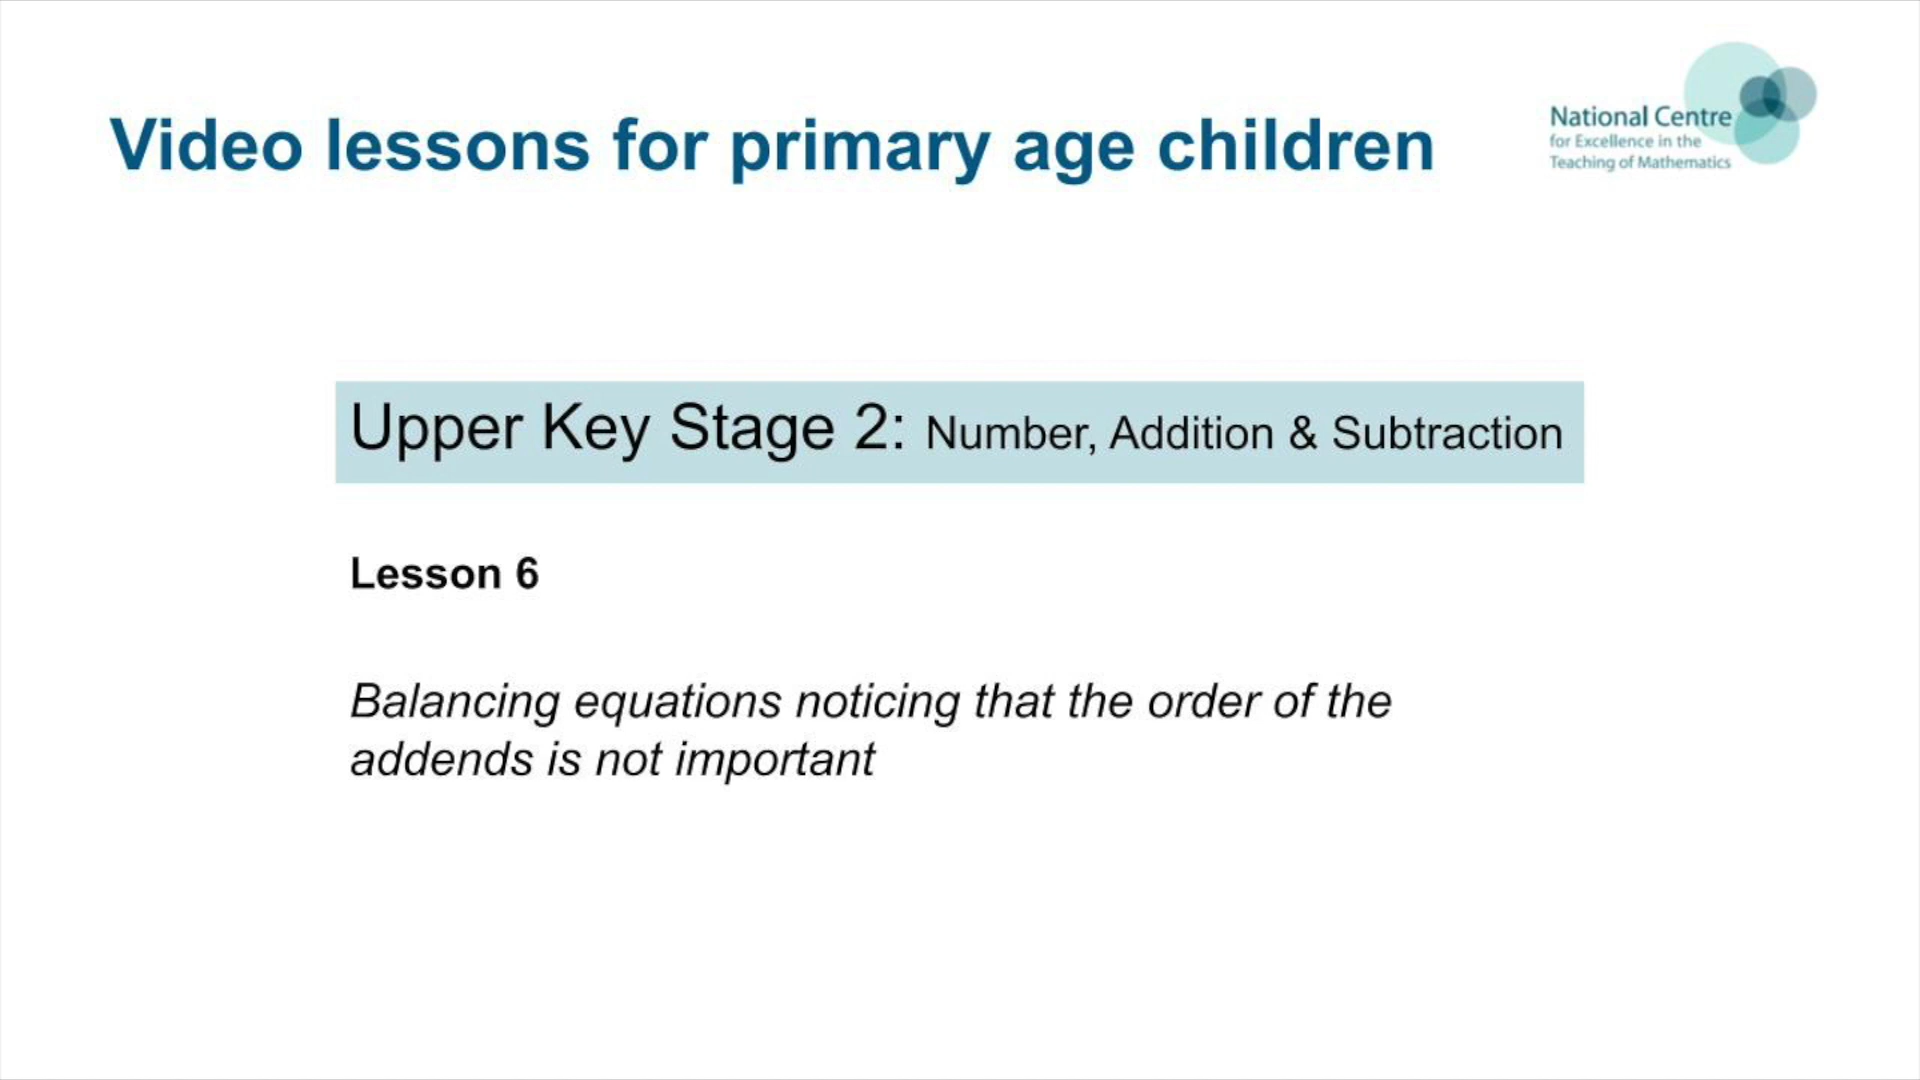 Video lessons for primary age children
National Centre
for Excellence in the
Teaching of Mathematics
Upper Key Stage 2: Number, Addition & Subtraction
Lesson 6
Balancing equations noticing that the order of the
addends is not important